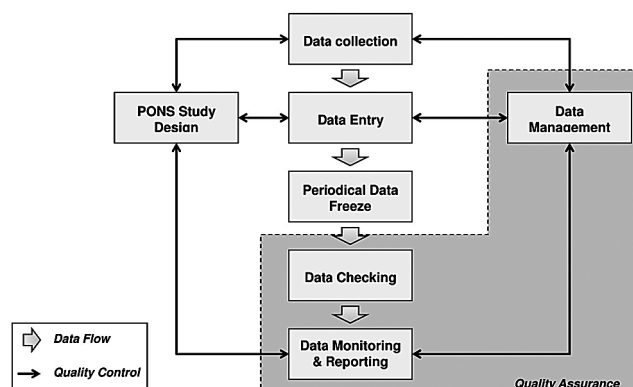 Data collection
PONS Study
Design
Data Entry
Data
Management
Periodical Data
Freeze
Data Checking
Data Monitoring
& Reporting
Data Flow
Quality Control
Quality Assurance